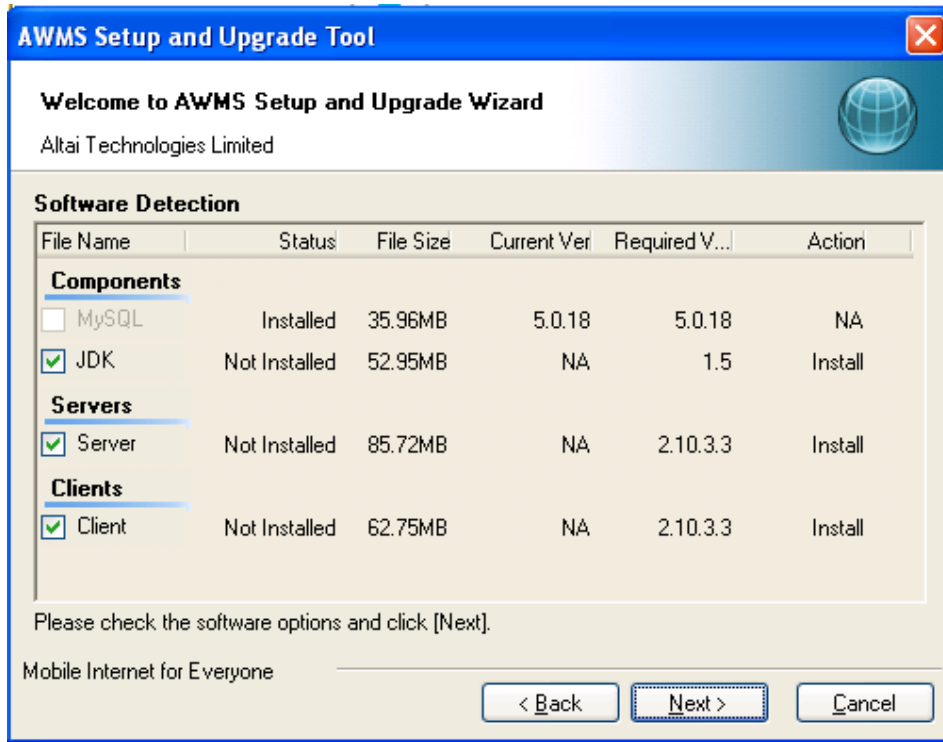 AWMS Setup and Upgrade Tool
Welcome to AWMS Setup and Upgrade Wizard
Altai Technologies Limited
Software Detection
File Name Status File Size Current Ver Required V... Action
Components
MySQL Installed 35.96MB 5.0.18 5.0.18 NA
JDK Not Installed 52.95MB NA 1.5 Install
Servers
Server Not Installed 85.72MB NA 2.10.3.3 Install
Clients
Client Not Installed 62.75MB NA 2.10.3.3 Install
Please check the software options and click [Next].
Mobile Internet for Everyone
< Back Next > Cancel